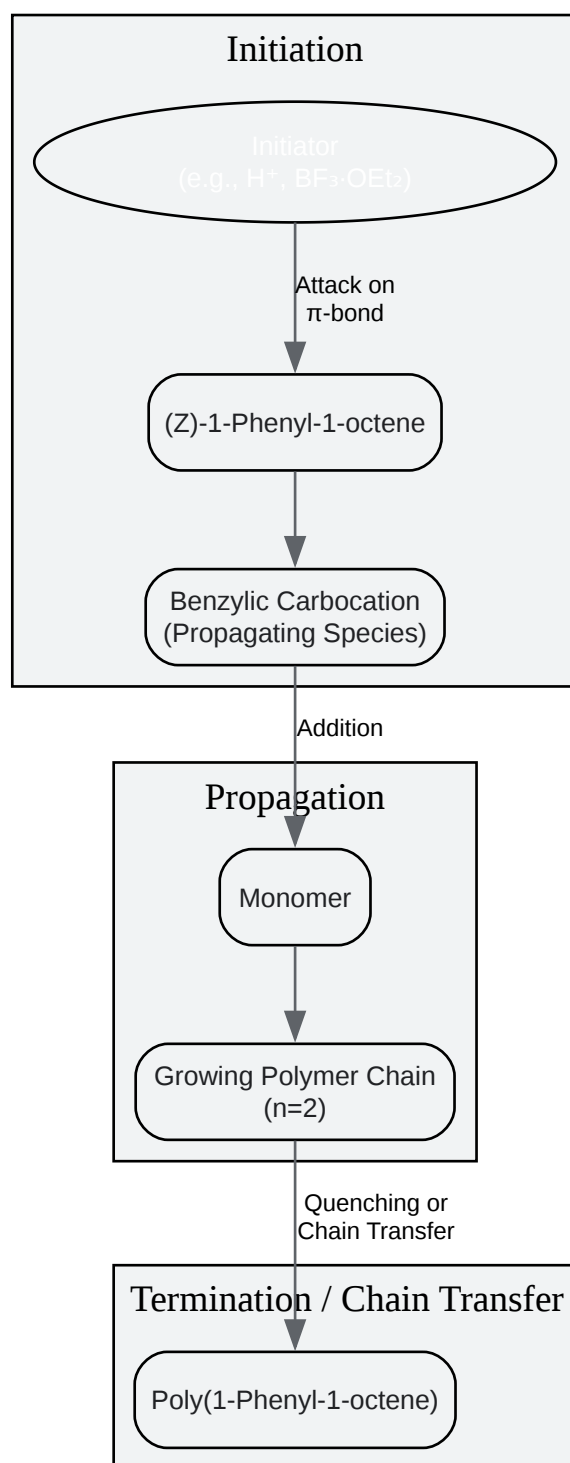 Initiation
Initiator
(e.g., H⁺, BF₃·OEt₂)
Attack on
π-bond
(Z)-1-Phenyl-1-octene
Benzylic Carbocation
(Propagating Species)
Addition
Propagation
Monomer
Growing Polymer Chain
(n=2)
Quenching or
Chain Transfer
Termination / Chain Transfer
Poly(1-Phenyl-1-octene)